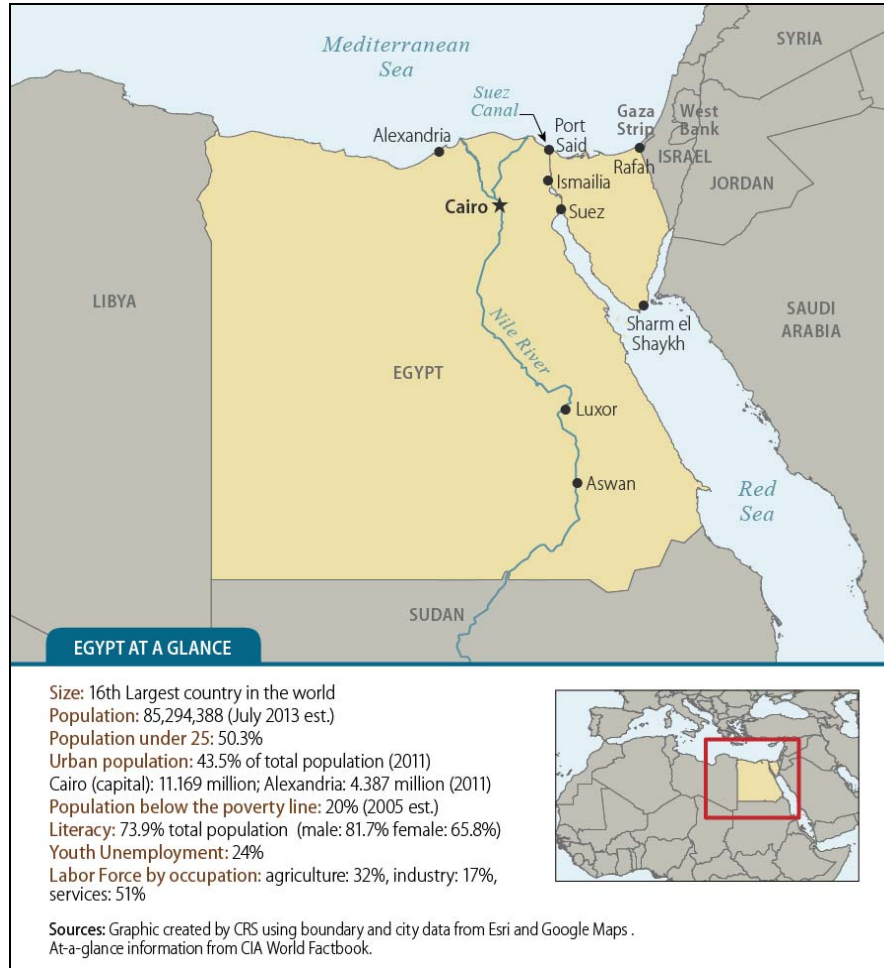 Mediterranean
Sea
SYRIA
Suez
Canal
Port
Said
Gaza
Strip
West
Bank
Alexandria
Rafah
ISRAEL
Ismailia
JORDAN
Cairo
Suez
LIBYA
SAUDI
ARABIA
Sharm el
Shaykh
Nile River
EGYPT
Luxor
Aswan
Red
Sea
SUDAN
EGYPT AT A GLANCE
Size: 16th Largest country in the world
Population: 85,294,388 (July 2013 est.)
Population under 25: 50.3%
Urban population: 43.5% of total population (2011)
Cairo (capital): 11.169 million; Alexandria: 4.387 million (2011)
Population below the poverty line: 20% (2005 est.)
Literacy: 73.9% total population (male: 81.7% female: 65.8%)
Youth Unemployment: 24%
Labor Force by occupation: agriculture: 32%, industry: 17%,
services: 51%
Sources: Graphic created by CRS using boundary and city data from Esri and Google Maps .
At-a-glance information from CIA World Factbook.